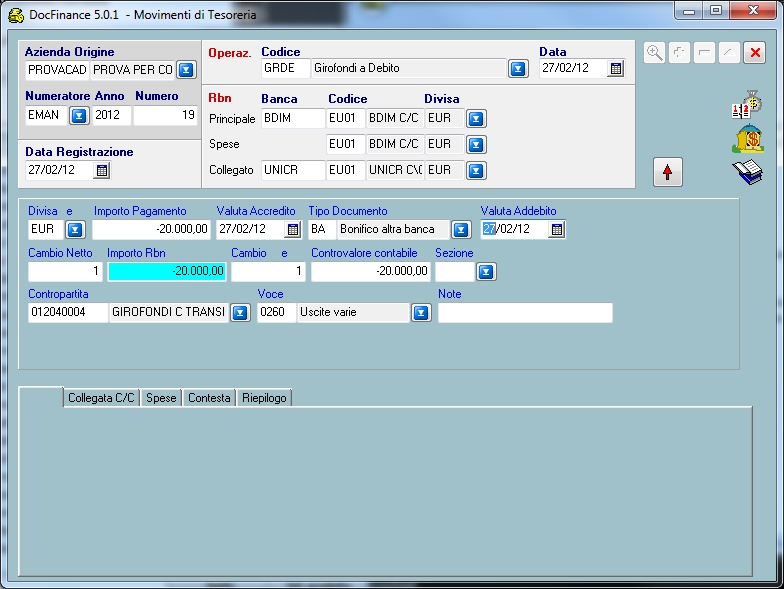 DocFinance 5.0.1 - Movimenti di Tesoreria
Azienda Origine
PROVACAD PROVA PER CO
Numeratore Anno Numero
EMAN 2012 19
Data Registrazione
27/02/12
Operaz. Codice Data
GRDE Girofondi a Debito 27/02/12
Rbn Banca Codice Divisa
Principale BDIM EU01 BDIM C/C EUR
Spese EU01 BDIM C/C EUR
Collegato UNICR EU01 UNICR C\C EUR
Divisa e Importo Pagamento Valuta Accredito Tipo Documento Valuta Addebito
EUR -20.000,00 27/02/12 BA Bonifico altra banca 27/02/12
Cambio Netto Importo Rbn Cambio e Controvalore contabile Sezione
1 -20.000,00 1 -20.000,00
Contropartita Voce Note
012040004 GIROFONDI C TRANSI 0260 Uscite varie
Collegata C/C Spese Contesta Riepilogo